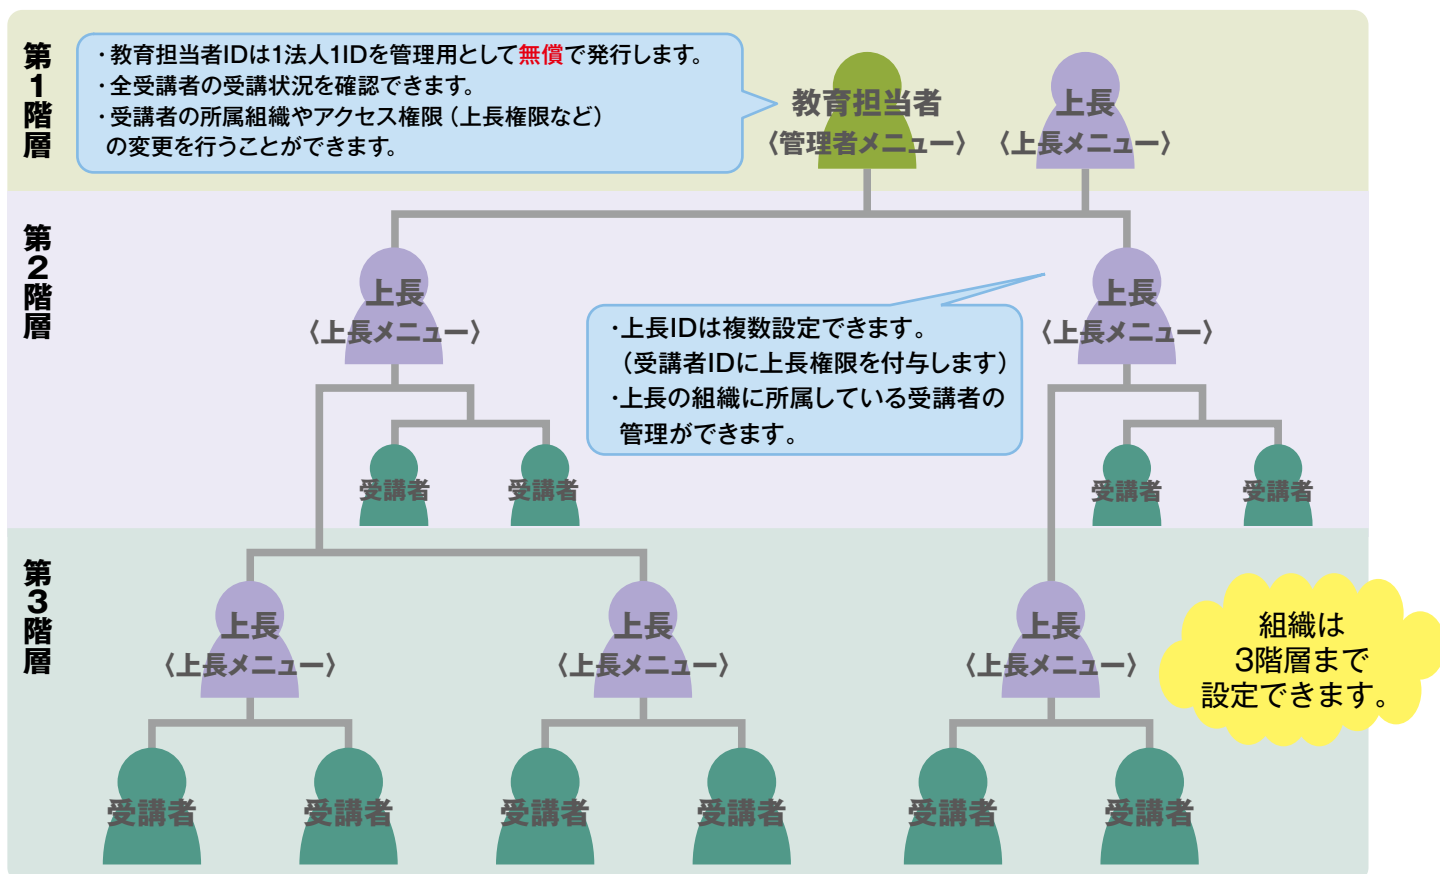 第1階層
・教育担当者IDは1法人1IDを管理用として無償で発行します。
・全受講者の受講状況を確認できます。
・受講者の所属組織やアクセス権限（上長権限など）
の変更を行うことができます。
教育担当者
〈管理者メニュー〉
上長
〈上長メニュー〉
第2階層
上長
〈上長メニュー〉
・上長IDは複数設定できます。
（受講者IDに上長権限を付与します）
・上長の組織に所属している受講者の
管理ができます。
上長
〈上長メニュー〉
受講者
受講者
受講者
受講者
第3階層
上長
〈上長メニュー〉
上長
〈上長メニュー〉
上長
〈上長メニュー〉
組織は
3階層まで
設定できます。
受講者
受講者
受講者
受講者
受講者
受講者